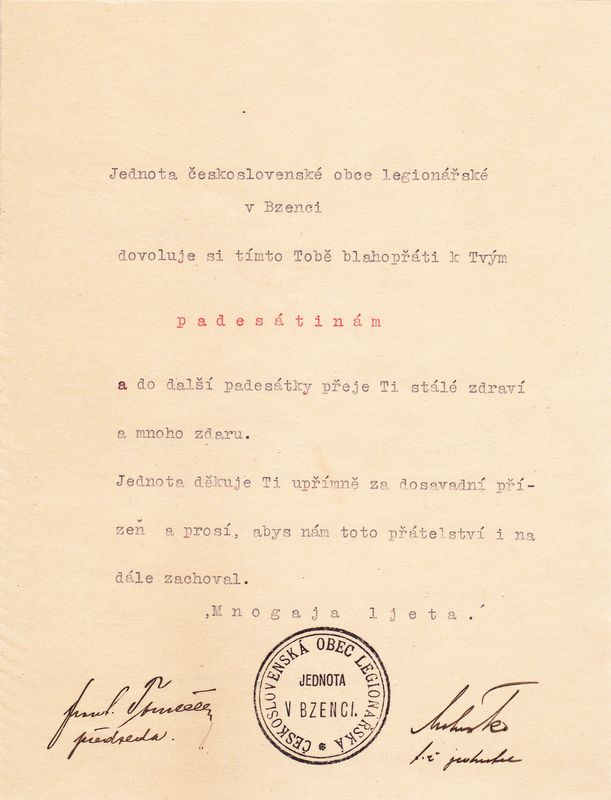 Jednota československé obce legionářské
v Bzenci
dovoluje si tímto Tobě blahopřáti k Tvým
padesátinám
a do další padesátky přeje Ti stálé zdraví
a mnoho zdaru.
Jednota děkuje Ti upřímně za dosavadní pří-
zeň a prosí, abys nám toto přátelství i na
dále zachoval.
,Mnogaja ljeta.´
ČESKOSLOVENSKÁ OBEC LEGIONÁŘSKÁ
JEDNOTA
V BZENCI.
předseda.